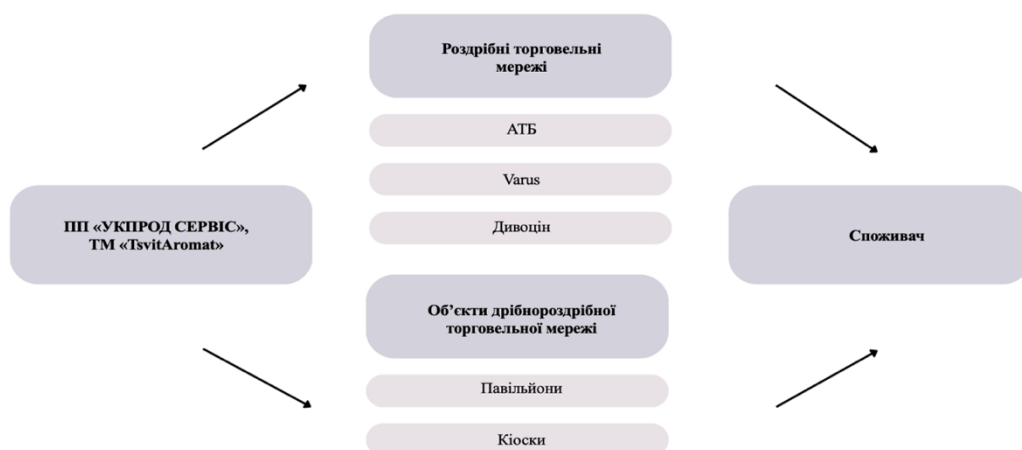 Роздрібні торговельні
мережі
АТБ
Varus
Дивоцін
ПП «УКПРОД СЕРВІС»,
ТМ «TsvitAromat»
Споживач
Об’єкти дрібнороздрібної
торговельної мережі
Павільйони
Кіоски